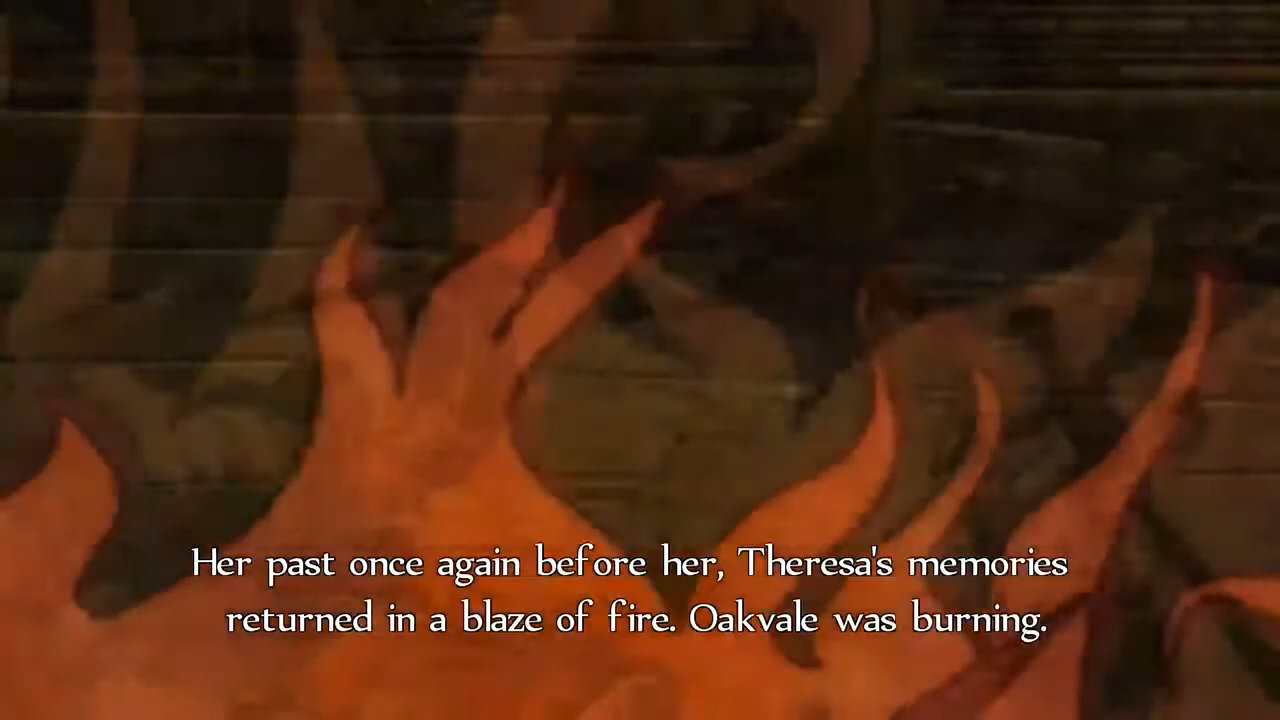 Her past once again before her, Theresa's memories
returned in a blaze of fire. Oakvale was burning.